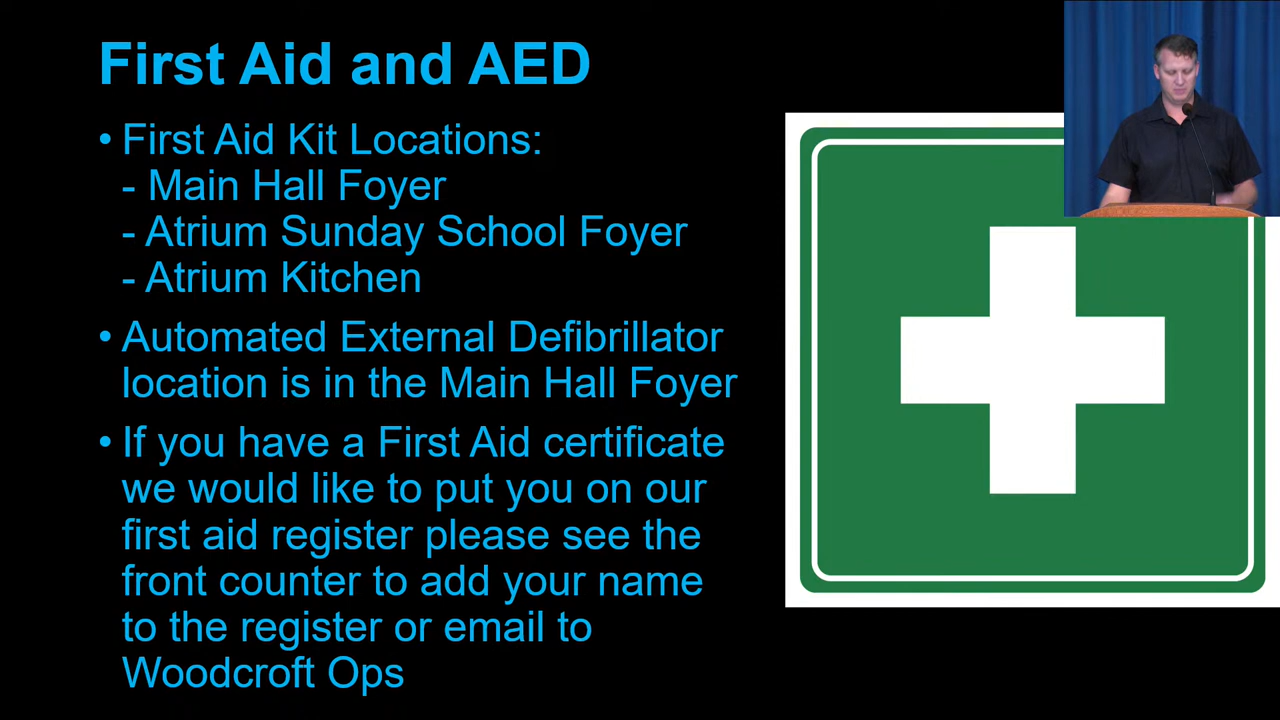 First Aid and AED
• First Aid Kit Locations:
- Main Hall Foyer
- Atrium Sunday School Foyer
- Atrium Kitchen
• Automated External Defibrillator
location is in the Main Hall Foyer
• If you have a First Aid certificate
we would like to put you on our
first aid register please see the
front counter to add your name
to the register or email to
Woodcroft Ops